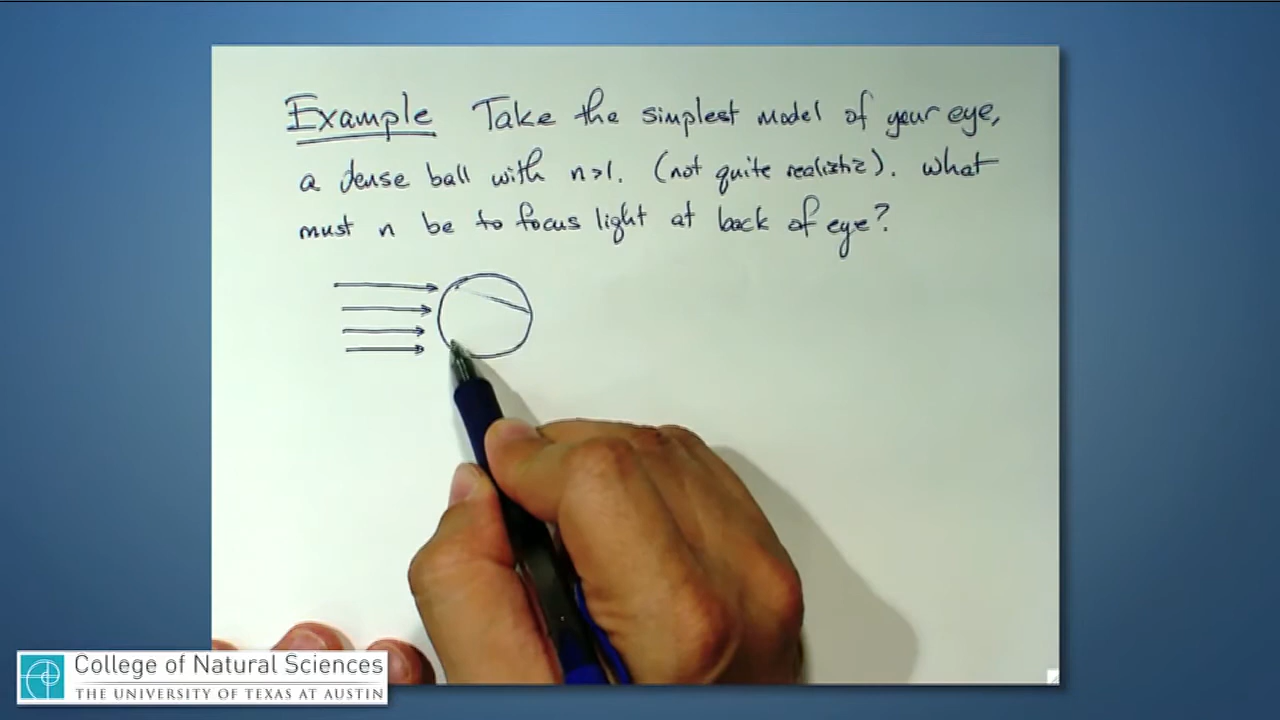 Example Take the simplest model of your eye,
a dense ball with n>1. (not quite realistic). what
must n be to focus light at back of eye?
College of Natural Sciences
THE UNIVERSITY OF TEXAS AT AUSTIN